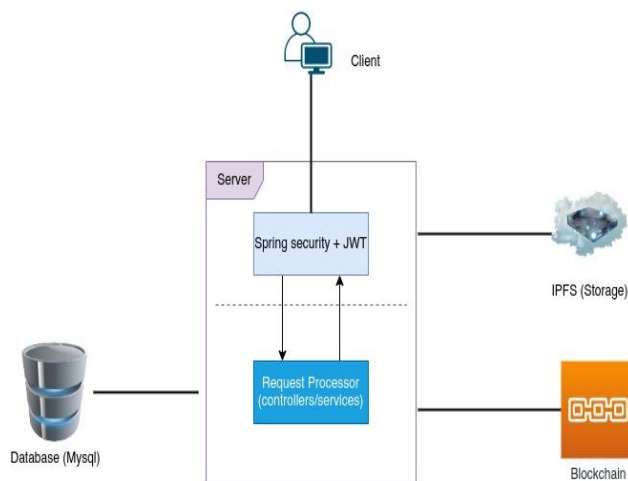 Client
Server
Spring security + JWT
IPFS (Storage)
Request Processor
(controllers/services)
Database (Mysql)
Blockchain